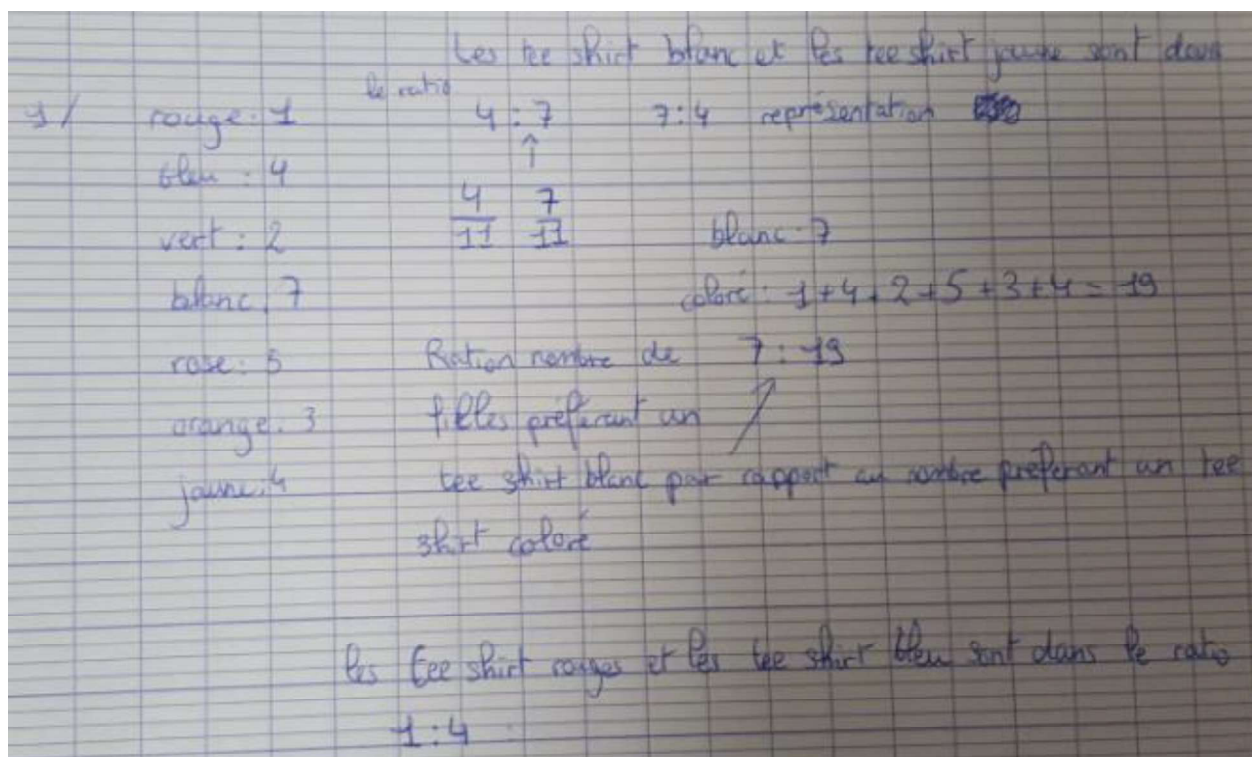 Les tee shirt blanc et les tee shirt jaune sont dans
le ratio
1/ rouge: 1 4 : 7 7:4 représentation
bleu : 4 ↑
4/11 7/11
vert : 2 blanc: 7
blanc: 7 coloré: 1+4+2+5+3+4 = 19
rose: 5 Ration nombre de 7 : 19
orange: 3 filles préférant un
jaune: 4 tee shirt blanc par rapport au nombre préférant un tee
shirt coloré
les tee shirt rouges et les tee shirt bleu sont dans le ratio
1:4